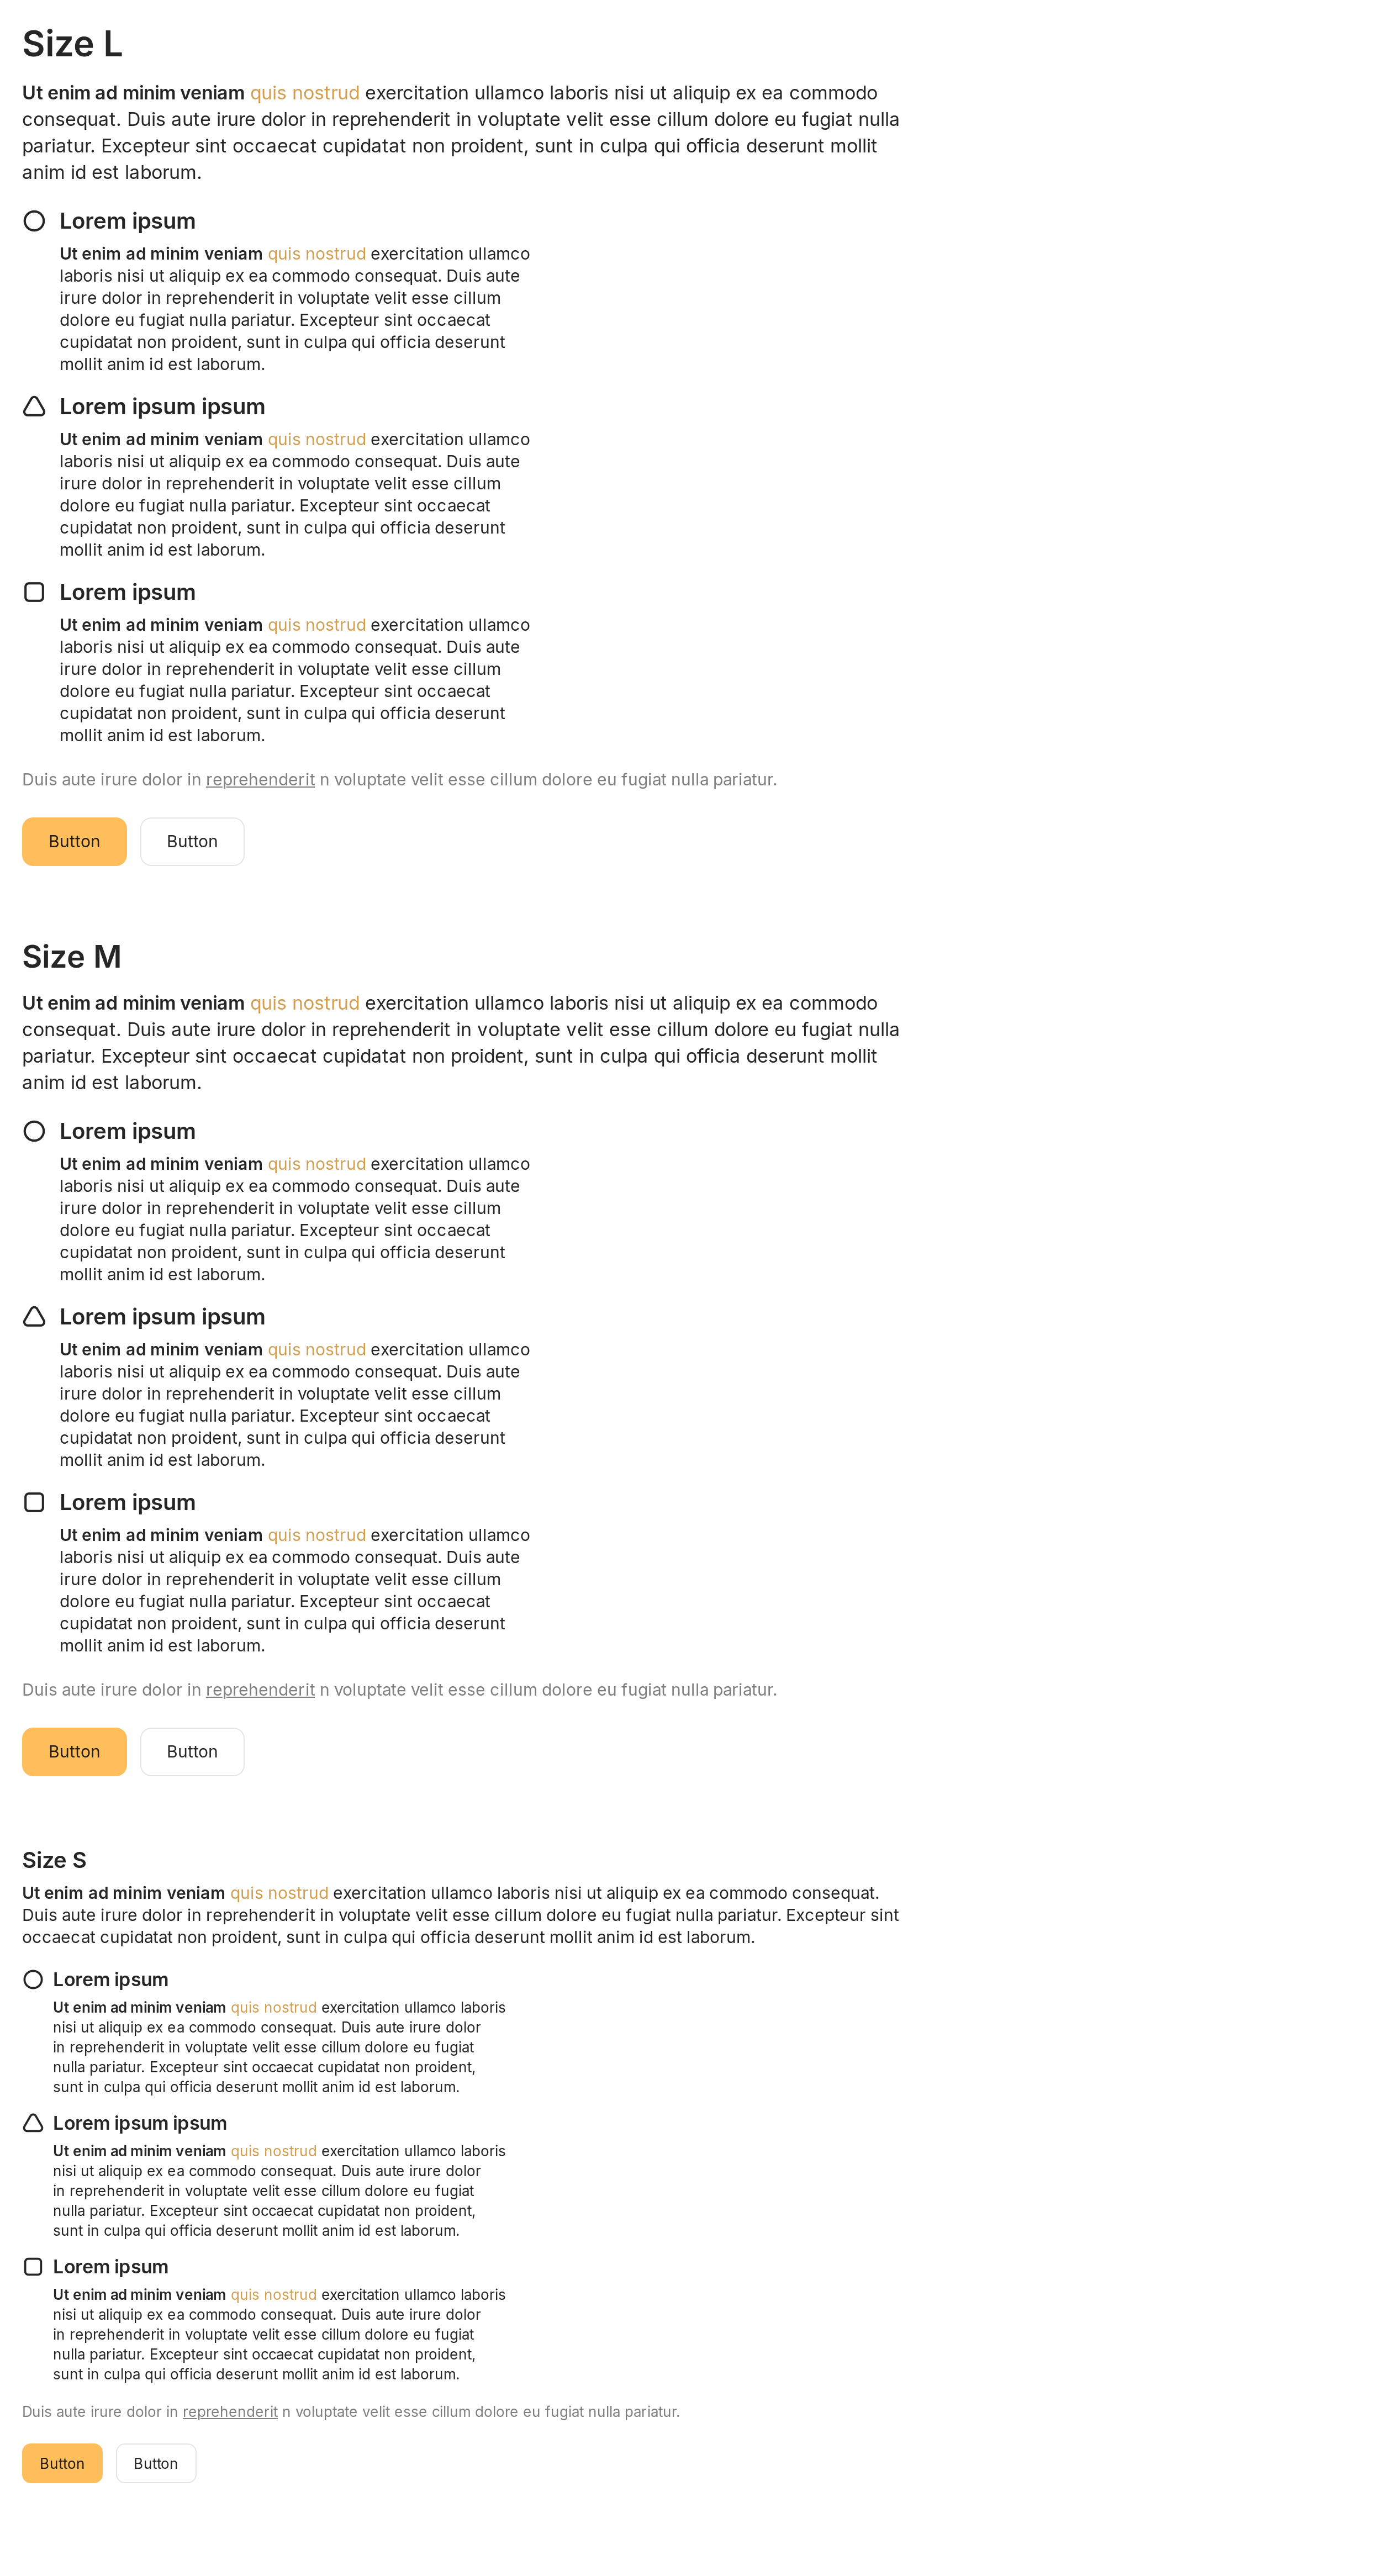 Size L
Ut enim ad minim veniam quis nostrud exercitation ullamco laboris nisi ut aliquip ex ea commodo
consequat. Duis aute irure dolor in reprehenderit in voluptate velit esse cillum dolore eu fugiat nulla
pariatur. Excepteur sint occaecat cupidatat non proident, sunt in culpa qui officia deserunt mollit
anim id est laborum.
Lorem ipsum
Ut enim ad minim veniam quis nostrud exercitation ullamco
laboris nisi ut aliquip ex ea commodo consequat. Duis aute
irure dolor in reprehenderit in voluptate velit esse cillum
dolore eu fugiat nulla pariatur. Excepteur sint occaecat
cupidatat non proident, sunt in culpa qui officia deserunt
mollit anim id est laborum.
Lorem ipsum ipsum
Ut enim ad minim veniam quis nostrud exercitation ullamco
laboris nisi ut aliquip ex ea commodo consequat. Duis aute
irure dolor in reprehenderit in voluptate velit esse cillum
dolore eu fugiat nulla pariatur. Excepteur sint occaecat
cupidatat non proident, sunt in culpa qui officia deserunt
mollit anim id est laborum.
Lorem ipsum
Ut enim ad minim veniam quis nostrud exercitation ullamco
laboris nisi ut aliquip ex ea commodo consequat. Duis aute
irure dolor in reprehenderit in voluptate velit esse cillum
dolore eu fugiat nulla pariatur. Excepteur sint occaecat
cupidatat non proident, sunt in culpa qui officia deserunt
mollit anim id est laborum.
Duis aute irure dolor in reprehenderit n voluptate velit esse cillum dolore eu fugiat nulla pariatur.
Button Button
Size M
Ut enim ad minim veniam quis nostrud exercitation ullamco laboris nisi ut aliquip ex ea commodo
consequat. Duis aute irure dolor in reprehenderit in voluptate velit esse cillum dolore eu fugiat nulla
pariatur. Excepteur sint occaecat cupidatat non proident, sunt in culpa qui officia deserunt mollit
anim id est laborum.
Lorem ipsum
Ut enim ad minim veniam quis nostrud exercitation ullamco
laboris nisi ut aliquip ex ea commodo consequat. Duis aute
irure dolor in reprehenderit in voluptate velit esse cillum
dolore eu fugiat nulla pariatur. Excepteur sint occaecat
cupidatat non proident, sunt in culpa qui officia deserunt
mollit anim id est laborum.
Lorem ipsum ipsum
Ut enim ad minim veniam quis nostrud exercitation ullamco
laboris nisi ut aliquip ex ea commodo consequat. Duis aute
irure dolor in reprehenderit in voluptate velit esse cillum
dolore eu fugiat nulla pariatur. Excepteur sint occaecat
cupidatat non proident, sunt in culpa qui officia deserunt
mollit anim id est laborum.
Lorem ipsum
Ut enim ad minim veniam quis nostrud exercitation ullamco
laboris nisi ut aliquip ex ea commodo consequat. Duis aute
irure dolor in reprehenderit in voluptate velit esse cillum
dolore eu fugiat nulla pariatur. Excepteur sint occaecat
cupidatat non proident, sunt in culpa qui officia deserunt
mollit anim id est laborum.
Duis aute irure dolor in reprehenderit n voluptate velit esse cillum dolore eu fugiat nulla pariatur.
Button Button
Size S
Ut enim ad minim veniam quis nostrud exercitation ullamco laboris nisi ut aliquip ex ea commodo consequat.
Duis aute irure dolor in reprehenderit in voluptate velit esse cillum dolore eu fugiat nulla pariatur. Excepteur sint
occaecat cupidatat non proident, sunt in culpa qui officia deserunt mollit anim id est laborum.
Lorem ipsum
Ut enim ad minim veniam quis nostrud exercitation ullamco laboris
nisi ut aliquip ex ea commodo consequat. Duis aute irure dolor
in reprehenderit in voluptate velit esse cillum dolore eu fugiat
nulla pariatur. Excepteur sint occaecat cupidatat non proident,
sunt in culpa qui officia deserunt mollit anim id est laborum.
Lorem ipsum ipsum
Ut enim ad minim veniam quis nostrud exercitation ullamco laboris
nisi ut aliquip ex ea commodo consequat. Duis aute irure dolor
in reprehenderit in voluptate velit esse cillum dolore eu fugiat
nulla pariatur. Excepteur sint occaecat cupidatat non proident,
sunt in culpa qui officia deserunt mollit anim id est laborum.
Lorem ipsum
Ut enim ad minim veniam quis nostrud exercitation ullamco laboris
nisi ut aliquip ex ea commodo consequat. Duis aute irure dolor
in reprehenderit in voluptate velit esse cillum dolore eu fugiat
nulla pariatur. Excepteur sint occaecat cupidatat non proident,
sunt in culpa qui officia deserunt mollit anim id est laborum.
Duis aute irure dolor in reprehenderit n voluptate velit esse cillum dolore eu fugiat nulla pariatur.
Button Button